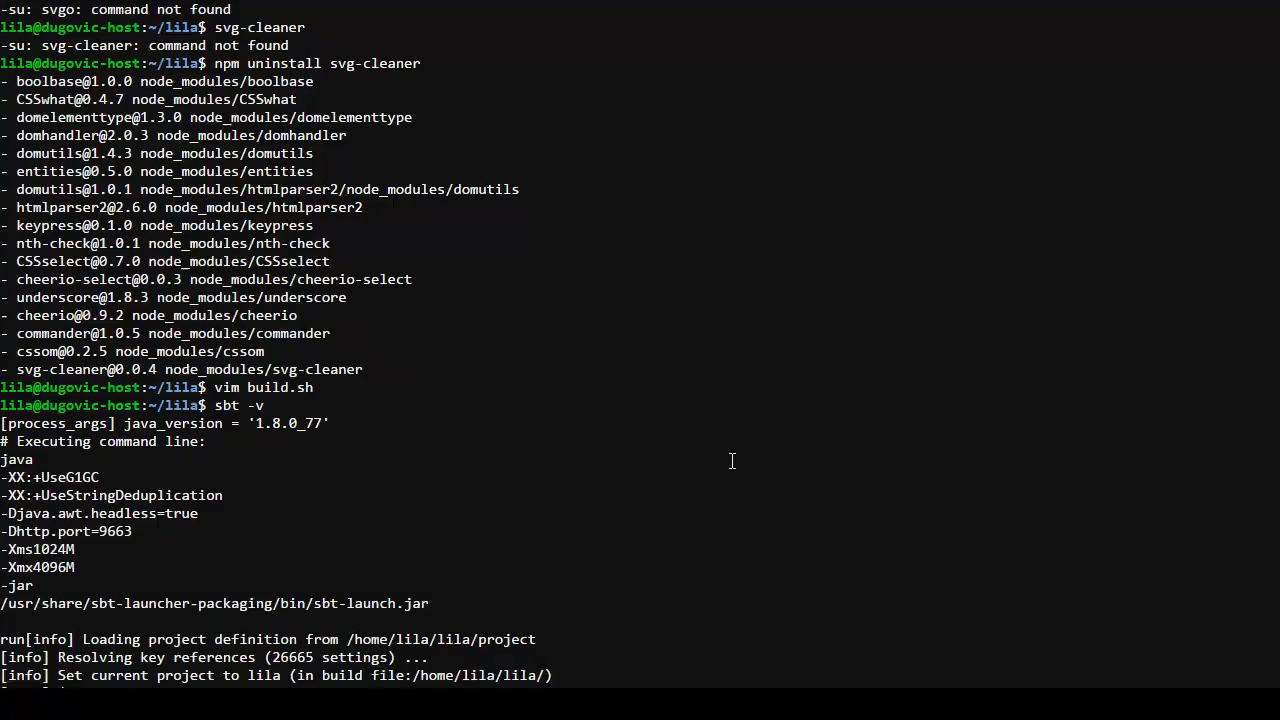 -su: svgo: command not found
lila@dugovic-host:~/lila$ svg-cleaner
-su: svg-cleaner: command not found
lila@dugovic-host:~/lila$ npm uninstall svg-cleaner
- boolbase@1.0.0 node_modules/boolbase
- CSSwhat@0.4.7 node_modules/CSSwhat
- domelementtype@1.3.0 node_modules/domelementtype
- domhandler@2.0.3 node_modules/domhandler
- domutils@1.4.3 node_modules/domutils
- entities@0.5.0 node_modules/entities
- domutils@1.0.1 node_modules/htmlparser2/node_modules/domutils
- htmlparser2@2.6.0 node_modules/htmlparser2
- keypress@0.1.0 node_modules/keypress
- nth-check@1.0.1 node_modules/nth-check
- CSSselect@0.7.0 node_modules/CSSselect
- cheerio-select@0.0.3 node_modules/cheerio-select
- underscore@1.8.3 node_modules/underscore
- cheerio@0.9.2 node_modules/cheerio
- commander@1.0.5 node_modules/commander
- cssom@0.2.5 node_modules/cssom
- svg-cleaner@0.0.4 node_modules/svg-cleaner
lila@dugovic-host:~/lila$ vim build.sh
lila@dugovic-host:~/lila$ sbt -v
[process_args] java_version = '1.8.0_77'
# Executing command line:
java
-XX:+UseG1GC
-XX:+UseStringDeduplication
-Djava.awt.headless=true
-Dhttp.port=9663
-Xms1024M
-Xmx4096M
-jar
/usr/share/sbt-launcher-packaging/bin/sbt-launch.jar
run[info] Loading project definition from /home/lila/lila/project
[info] Resolving key references (26665 settings) ...
[info] Set current project to lila (in build file:/home/lila/lila/)